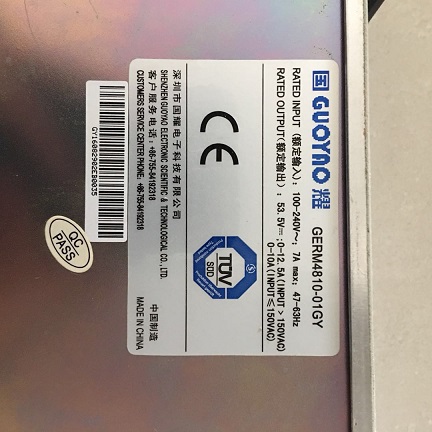 国 GUOYAO 耀 GERM4810-01GY
RATED INPUT (额定输入): 100-240V～; 7A max; 47-63Hz
RATED OUTPUT(额定输出): 53.5V⎓:0-12.5A(INPUT＞150VAC)
0-10A(INPUT≤150VAC)
CE
TÜV
SÜD
深圳市国耀电子科技有限公司
SHENZHEN GUOYAO ELECTRONIC SCIENTIFIC & TECHNOLOGICAL CO., LTD.
客户服务电话: +86-755-84192318
CUSTOMERS SERVICE CENTER PHONE: +86-755-84192318
中国制造
MADE IN CHINA
GY16082902EB0035
QC
PASS